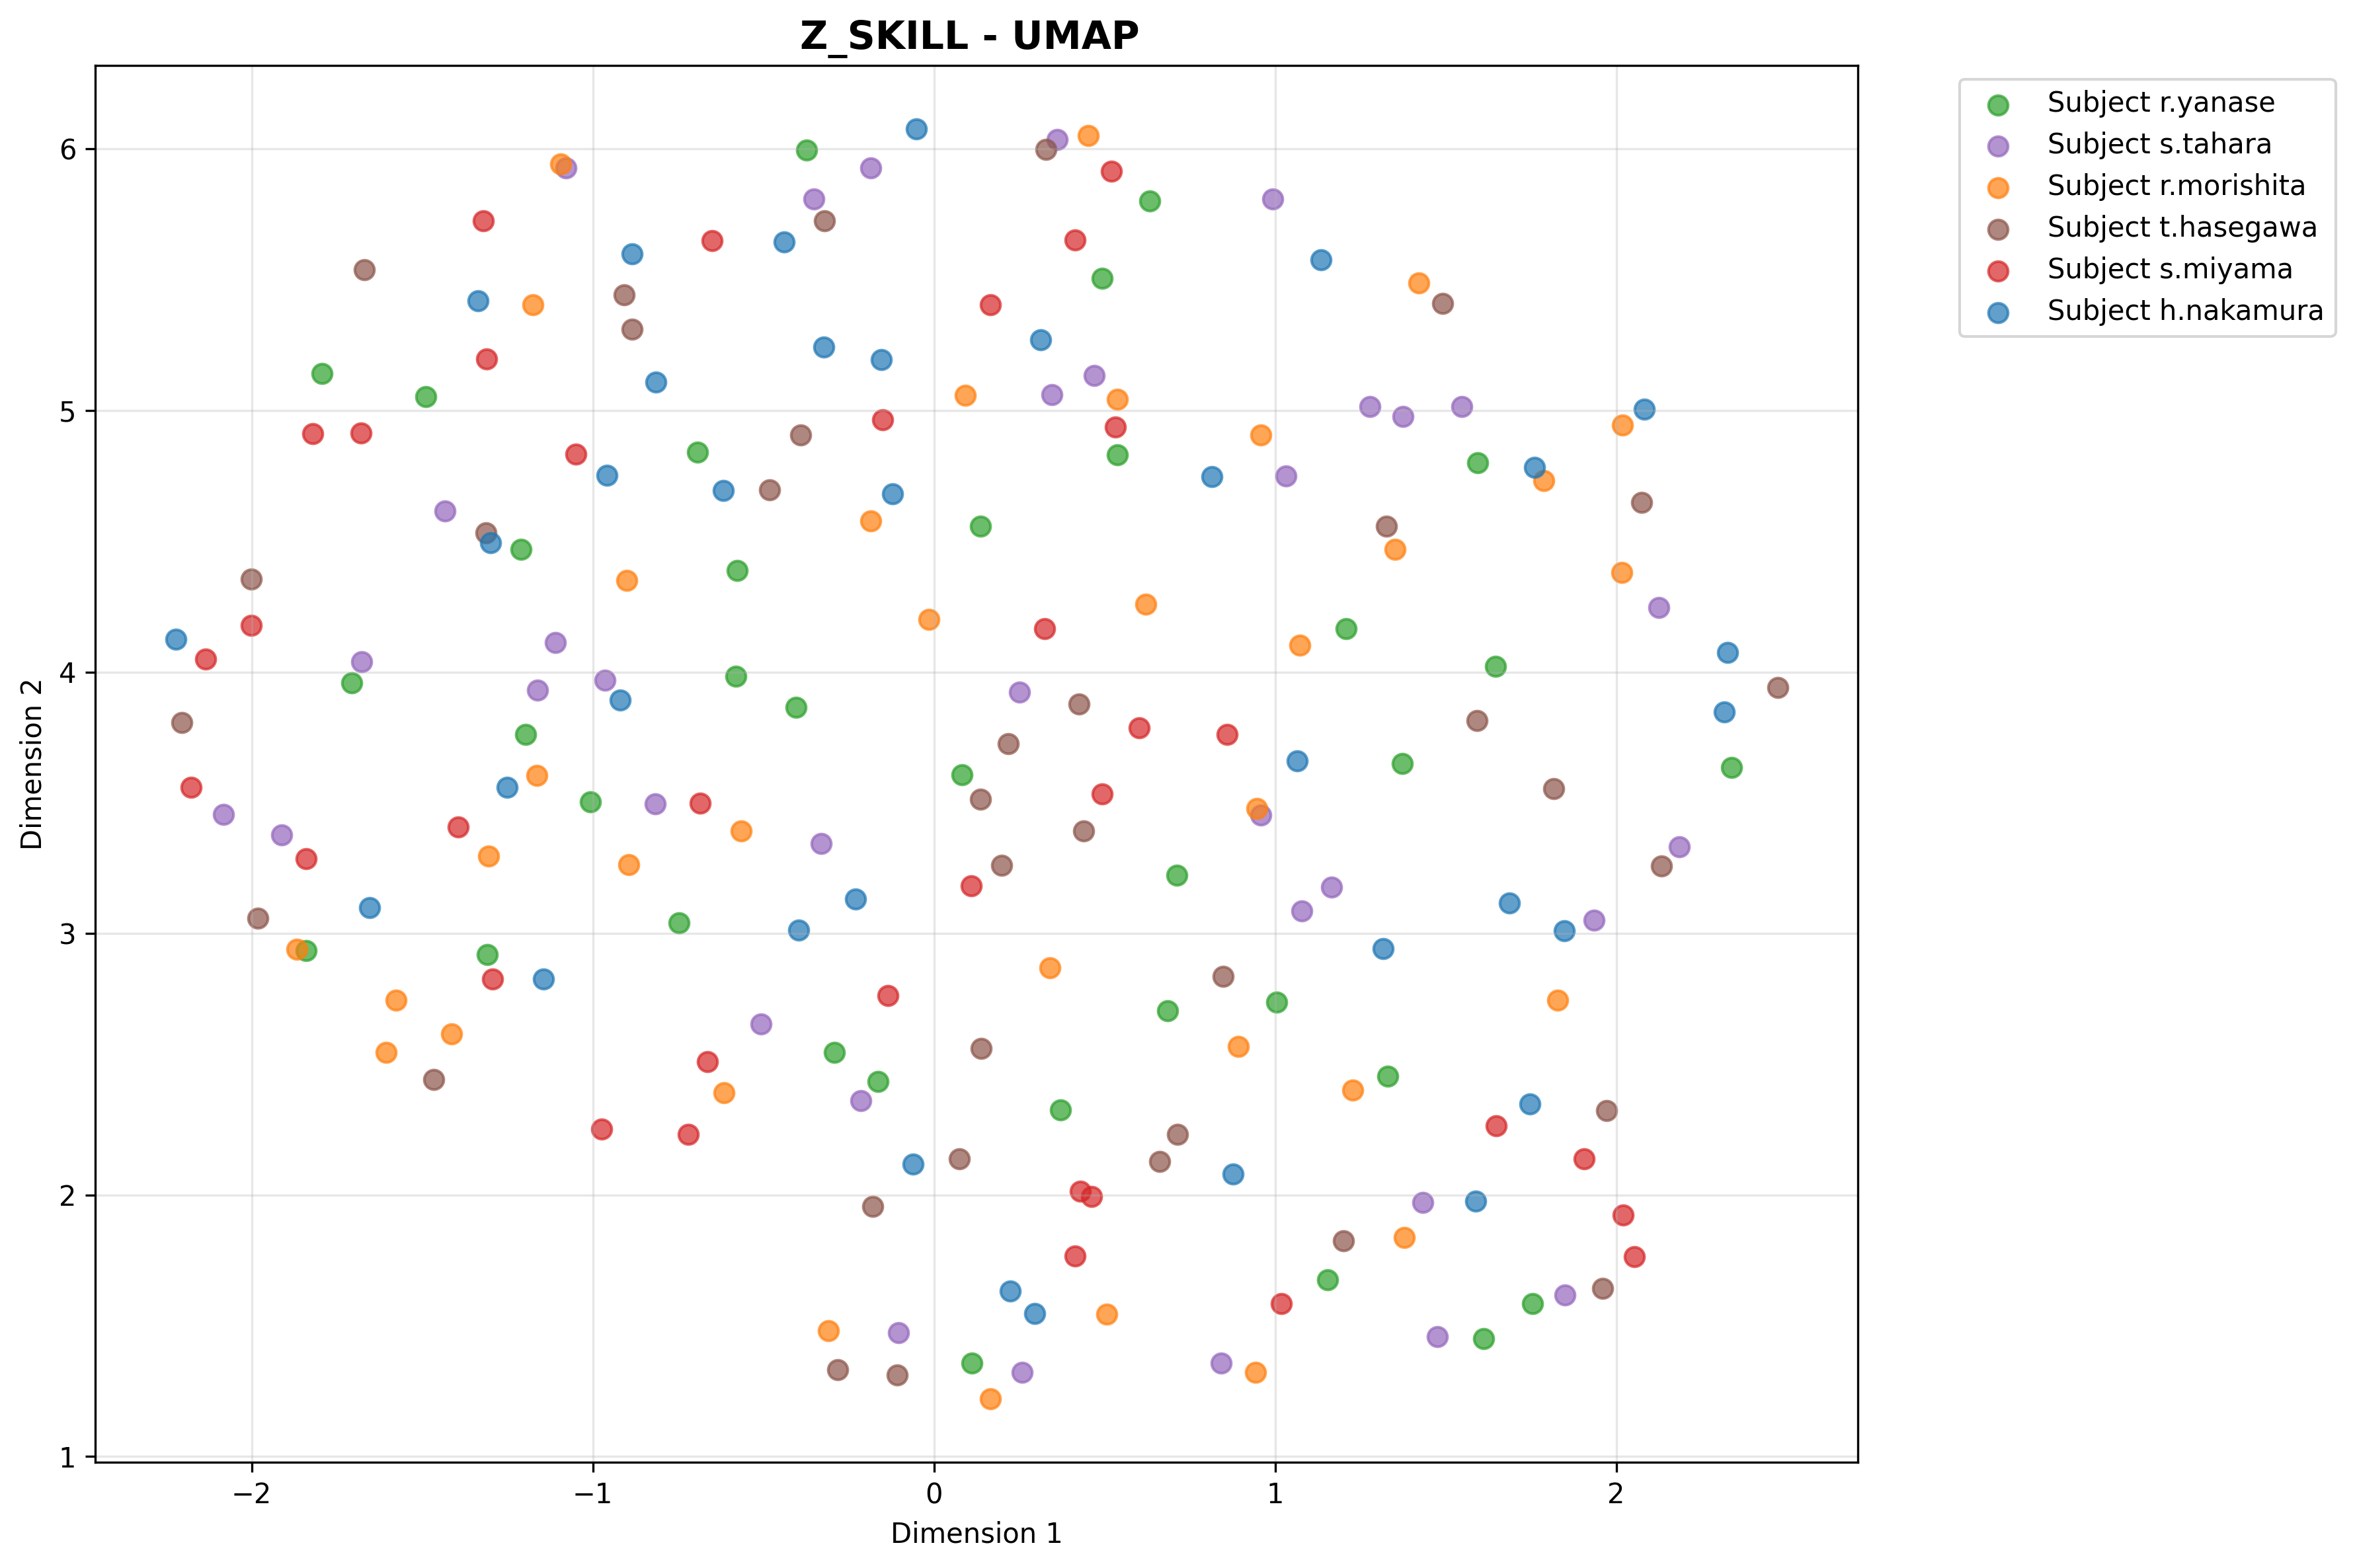 Z_SKILL - UMAP
Subject r.yanase
Subject s.tahara
Subject r.morishita
Subject t.hasegawa
Subject s.miyama
Subject h.nakamura
Dimension 2
6
5
4
3
2
1
−2
−1
0
1
2
Dimension 1